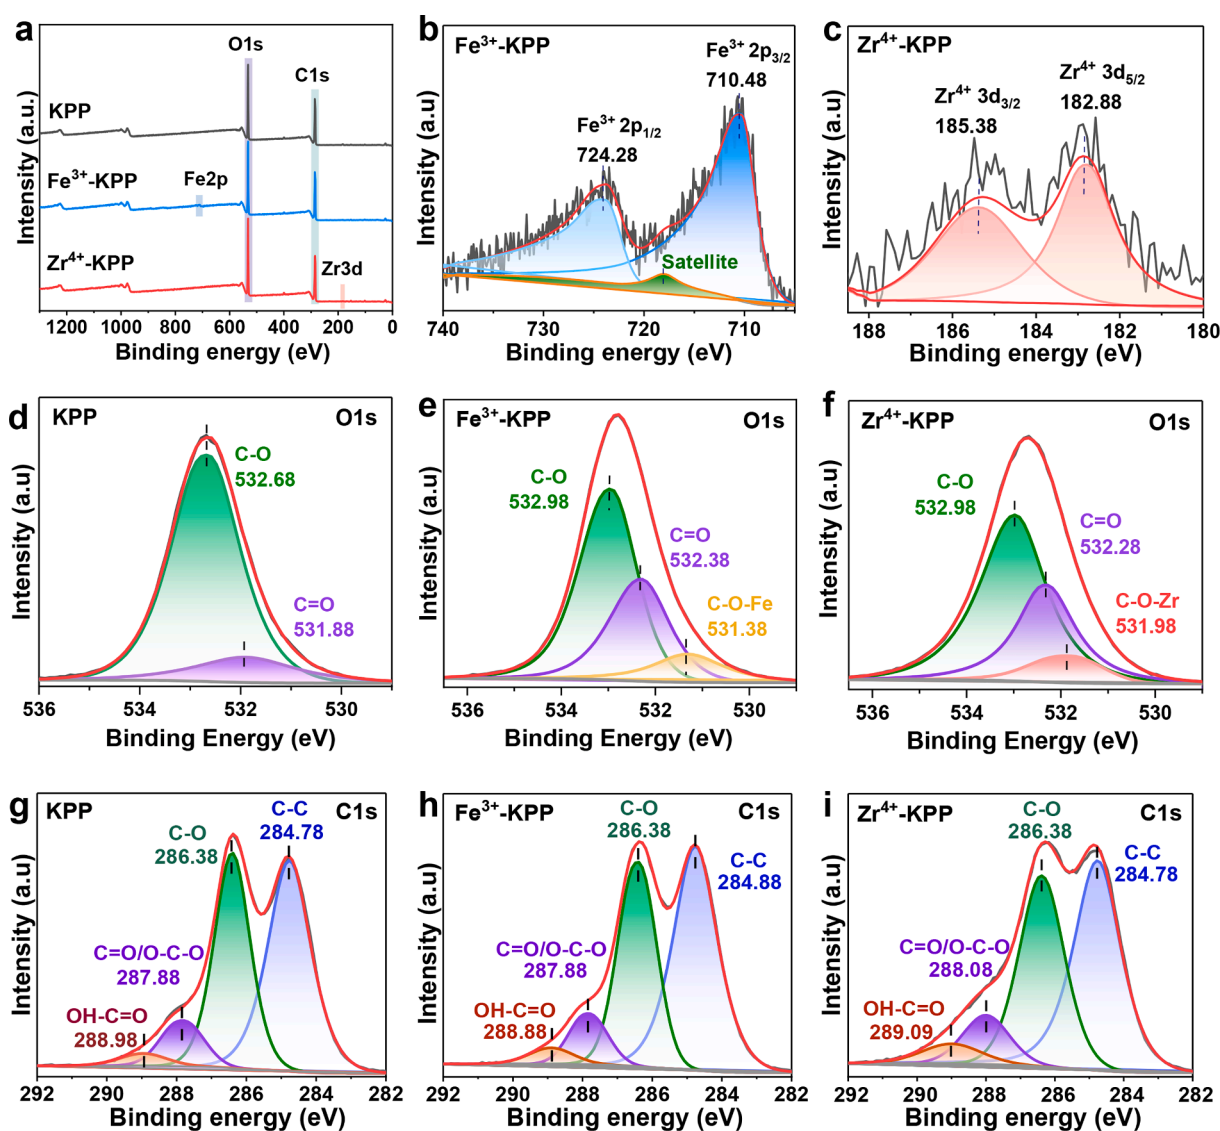 a
O1s
C1s
KPP
Fe³⁺-KPP
Fe2p
Zr⁴⁺-KPP
Zr3d
Intensity (a.u.)
1200 1000 800 600 400 200 0
Binding energy (eV)
b
Fe³⁺-KPP
Fe³⁺ 2p₃/₂
710.48
Fe³⁺ 2p₁/₂
724.28
Satellite
Intensity (a.u)
740 730 720 710
Binding energy (eV)
c
Zr⁴⁺-KPP
Zr⁴⁺ 3d₅/₂
182.88
Zr⁴⁺ 3d₃/₂
185.38
Intensity (a.u)
188 186 184 182 180
Binding energy (eV)
d
KPP
O1s
C-O
532.68
C=O
531.88
Intensity (a.u)
536 534 532 530
Binding Energy (eV)
e
Fe³⁺-KPP
O1s
C-O
532.98
C=O
532.38
C-O-Fe
531.38
Intensity (a.u)
536 534 532 530
Binding Energy (eV)
f
Zr⁴⁺-KPP
O1s
C-O
532.98
C=O
532.28
C-O-Zr
531.98
Intensity (a.u)
536 534 532 530
Binding Energy (eV)
g
KPP
C1s
C-C
284.78
C-O
286.38
C=O/O-C-O
287.88
OH-C=O
288.98
Intensity (a.u)
292 290 288 286 284 282
Binding energy (eV)
h
Fe³⁺-KPP
C1s
C-O
286.38
C-C
284.88
C=O/O-C-O
287.88
OH-C=O
288.88
Intensity (a.u)
292 290 288 286 284 282
Binding energy (eV)
i
Zr⁴⁺-KPP
C1s
C-O
286.38
C-C
284.78
C=O/O-C-O
288.08
OH-C=O
289.09
Intensity (a.u)
292 290 288 286 284 282
Binding energy (eV)